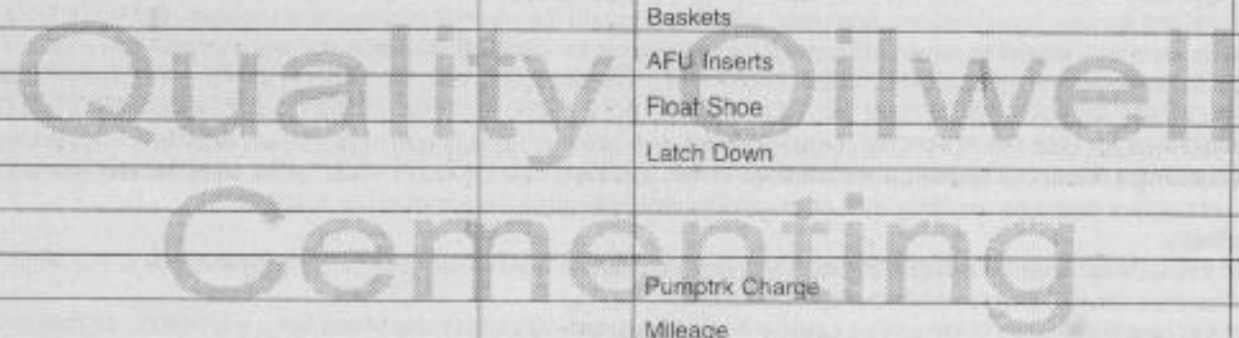 Baskets
Quality Oilwell
AFU Inserts
Float Shoe
Latch Down
Cementing
Pumptrk Charge
Mileage